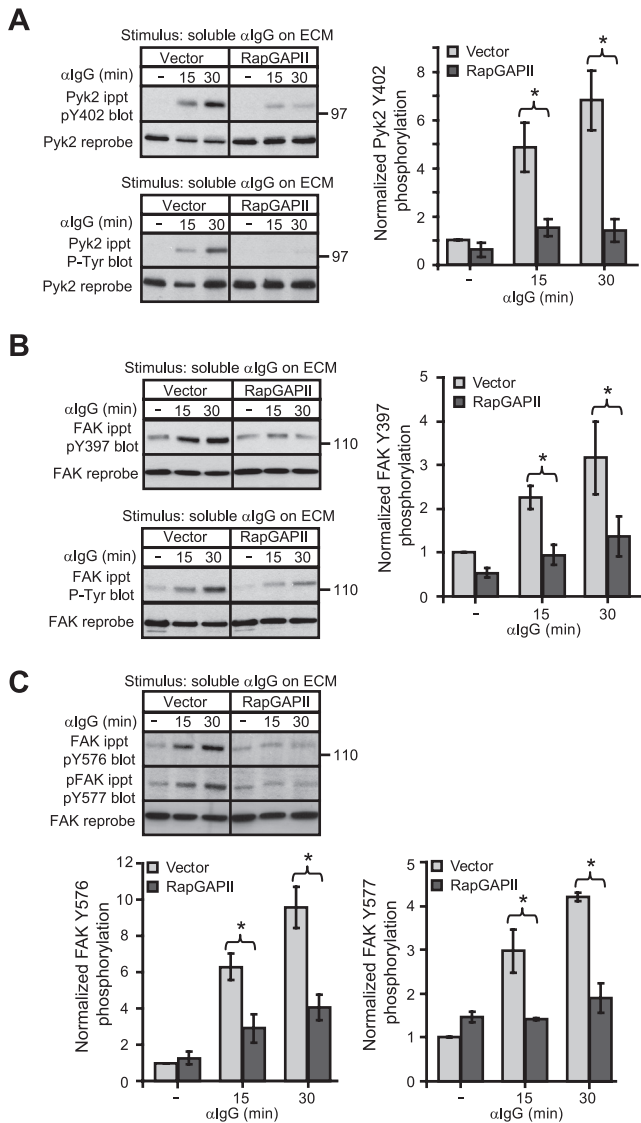 A
Stimulus: soluble αIgG on ECM
Vector RapGAPII
αIgG (min) - 15 30 - 15 30
Pyk2 ippt
pY402 blot
97
Pyk2 reprobe
Stimulus: soluble αIgG on ECM
Vector RapGAPII
- 15 30 - 15 30
Pyk2 ippt
P-Tyr blot
97
Pyk2 reprobe
Normalized Pyk2 Y402
phosphorylation
8
6
4
2
0
Vector
RapGAPII
*
*
- 15 30
αIgG (min)
B
Stimulus: soluble αIgG on ECM
Vector RapGAPII
αIgG (min) - 15 30 - 15 30
FAK ippt
pY397 blot
110
FAK reprobe
Stimulus: soluble αIgG on ECM
Vector RapGAPII
αIgG (min) - 15 30 - 15 30
FAK ippt
P-Tyr blot
110
FAK reprobe
Normalized FAK Y397
phosphorylation
5
4
3
2
1
0
Vector
RapGAPII
*
*
- 15 30
αIgG (min)
C
Stimulus: soluble αIgG on ECM
Vector RapGAPII
αIgG (min) - 15 30 - 15 30
FAK ippt
pY576 blot
110
pFAK ippt
pY577 blot
FAK reprobe
Normalized FAK Y576
phosphorylation
12
10
8
6
4
2
0
Vector
RapGAPII
*
*
- 15 30
αIgG (min)
Normalized FAK Y577
phosphorylation
5
4
3
2
1
0
Vector
RapGAPII
*
*
- 15 30
αIgG (min)